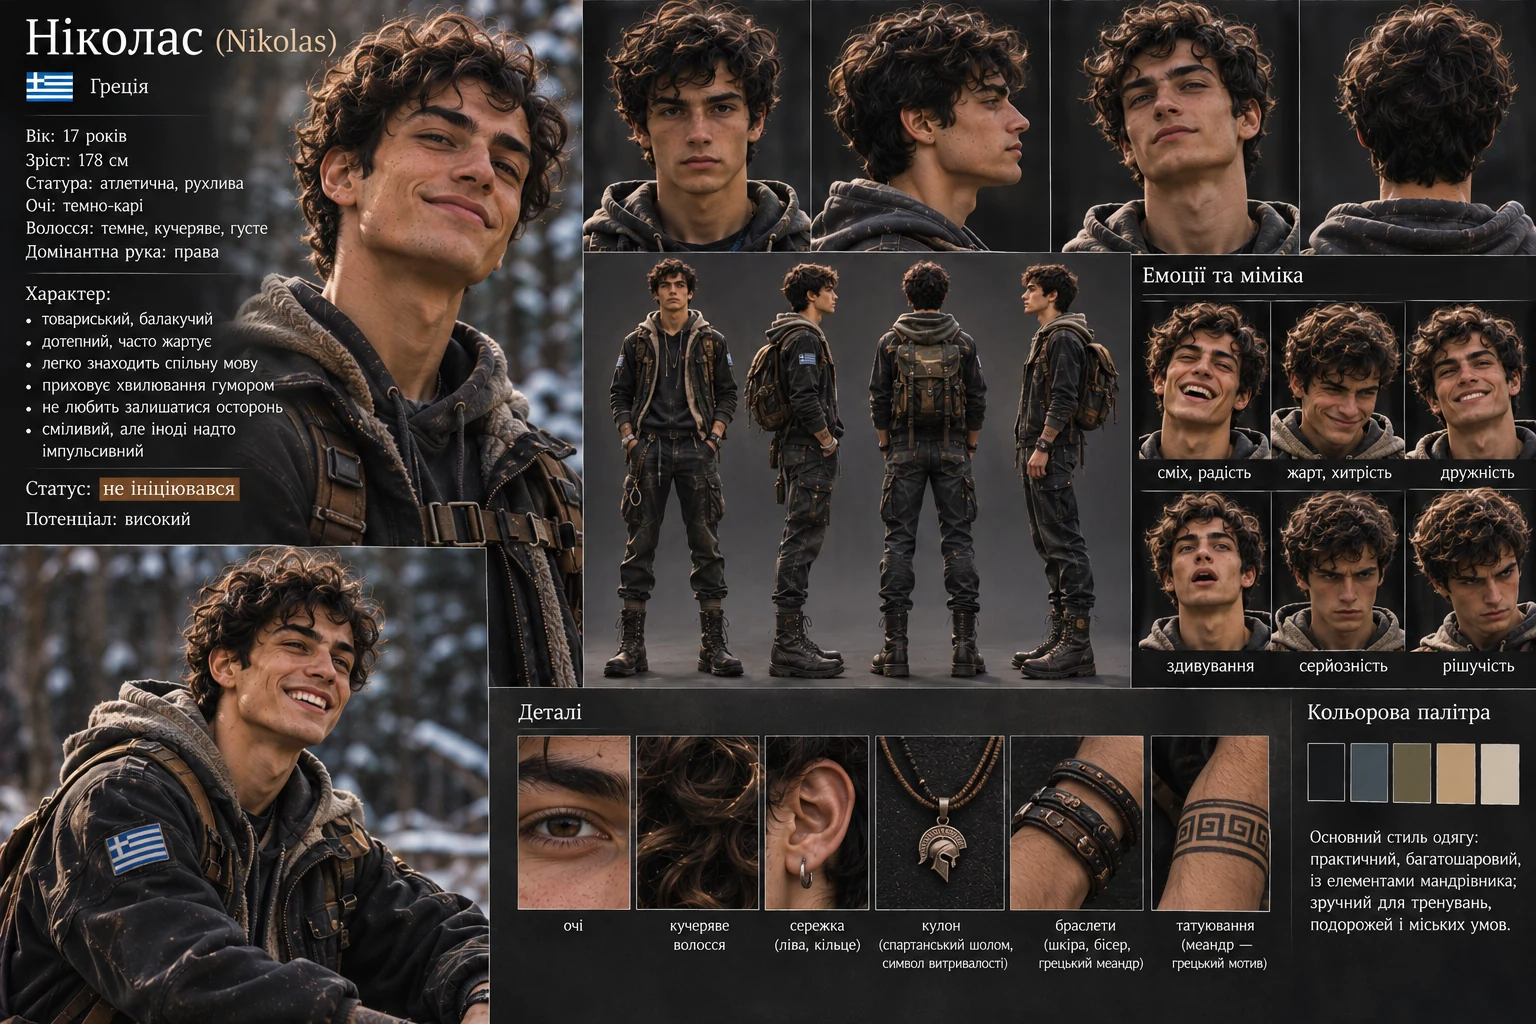 Ніколас (Nikolas)
Греція
Вік: 17 років
Зріст: 178 см
Статура: атлетична, рухлива
Очі: темно-карі
Волосся: темне, кучеряве, густе
Домінантна рука: права
Характер:
• товариський, балакучий
• дотепний, часто жартує
• легко знаходить спільну мову
• приховує хвилювання гумором
• не любить залишатися осторонь
• сміливий, але іноді надто
імпульсивний
Статус: не ініціювався
Потенціал: високий
Емоції та міміка
сміх, радість
жарт, хитрість
дружність
здивування
серйозність
рішучість
Деталі
очі
кучеряве
волосся
сережка
(ліва, кільце)
кулон
(спартанський шолом,
символ витривалості)
браслети
(шкіра, бісер,
грецький меандр)
татуювання
(меандр —
грецький мотив)
Кольорова палітра
Основний стиль одягу:
практичний, багатошаровий,
із елементами мандрівника;
зручний для тренувань,
подорожей і міських умов.